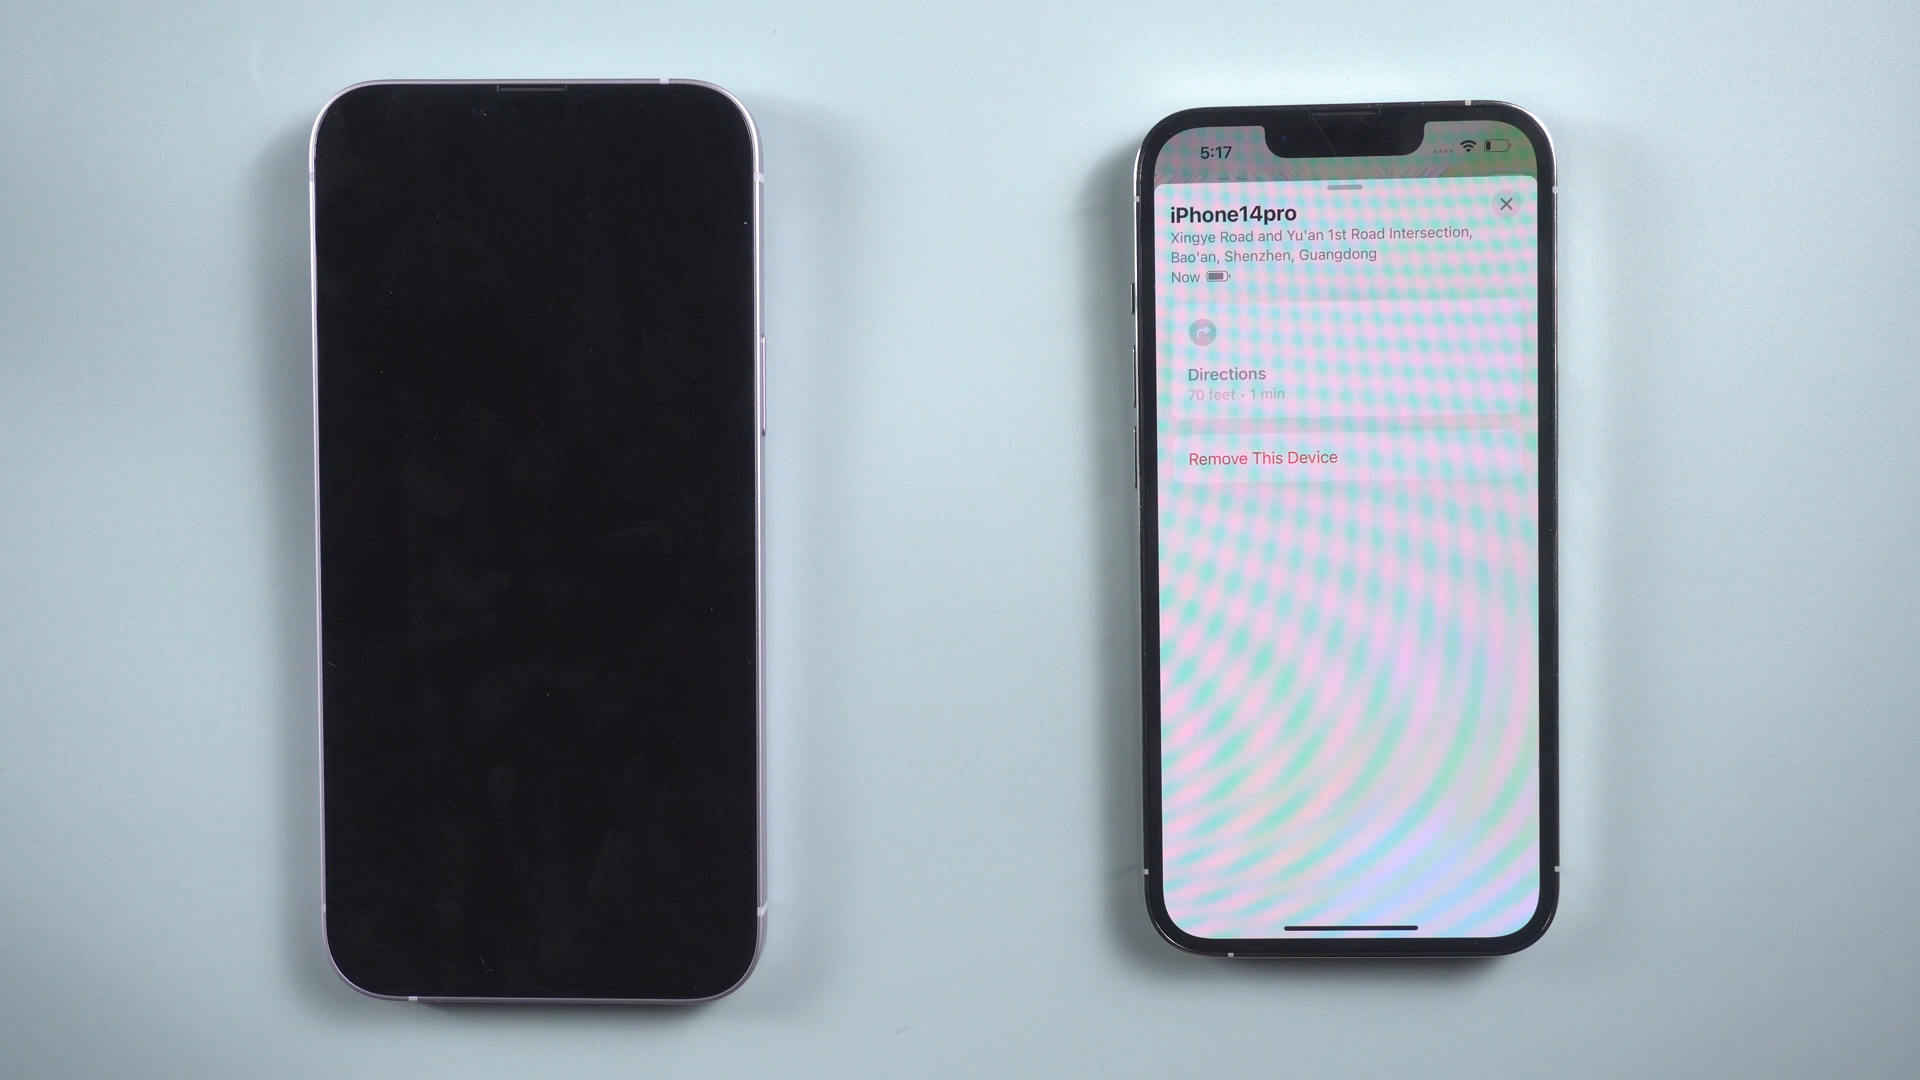 5:17
iPhone14pro
Xingye Road and Yu'an 1st Road Intersection,
Bao'an, Shenzhen, Guangdong
Now
Directions
70 feet • 1 min
Remove This Device